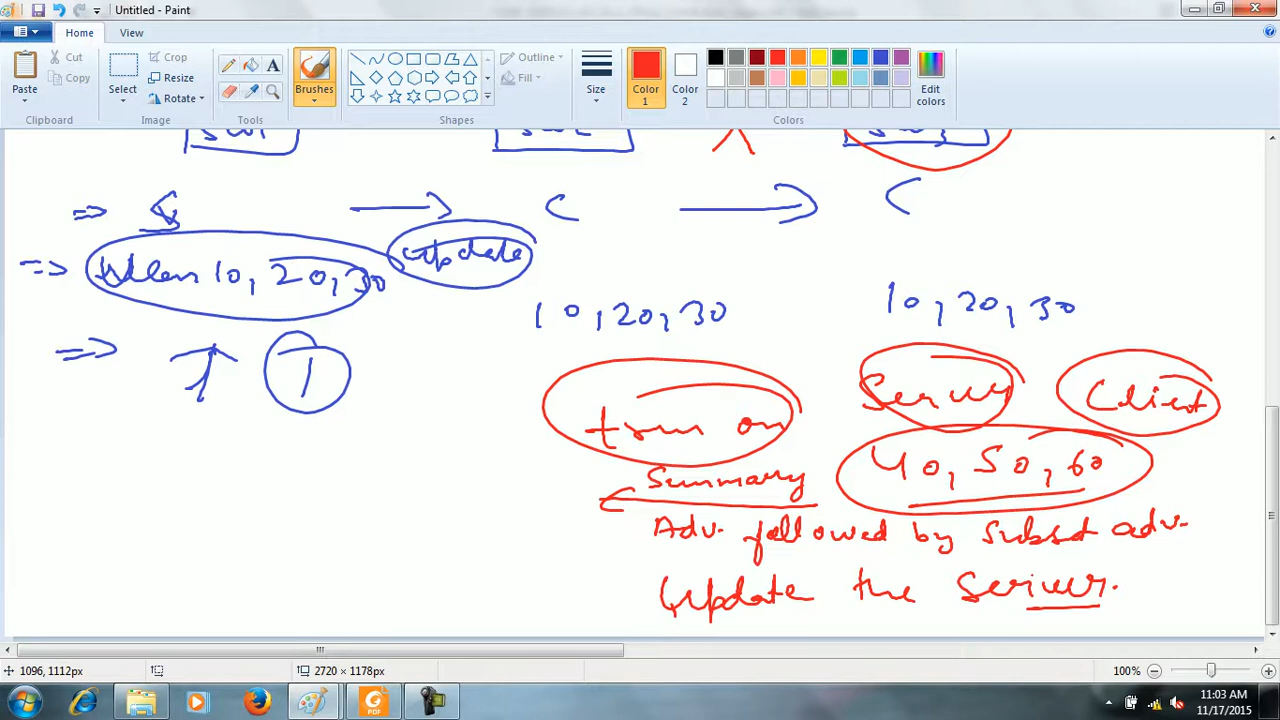 Untitled - Paint
Home View
Paste Cut Copy Select Crop Resize Rotate Brushes Outline Fill Size Color 1 Color 2 Edit colors
Clipboard Image Tools Shapes Colors
SW1
=> S → C → C
=> Vlan 10, 20, 30 Update
10, 20, 30 10, 20, 30
=> ↑ 1
Server Client
turn on
40, 50, 60
Summary
Adv. followed by subset adv.
Update the Server.
1096, 1112px 2720 × 1178px 100%
PDF
11:03 AM
11/17/2015